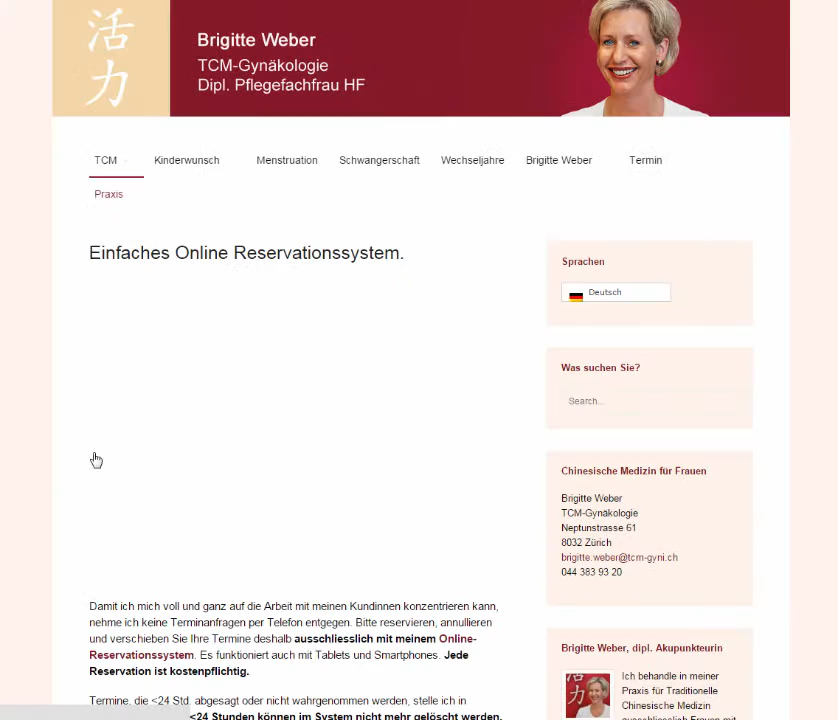 活力
Brigitte Weber
TCM-Gynäkologie
Dipl. Pflegefachfrau HF
TCM
Kinderwunsch
Menstruation
Schwangerschaft
Wechseljahre
Brigitte Weber
Termin
Praxis
Einfaches Online Reservationssystem.
Damit ich mich voll und ganz auf die Arbeit mit meinen Kundinnen konzentrieren kann,
nehme ich keine Terminanfragen per Telefon entgegen. Bitte reservieren, annullieren
und verschieben Sie Ihre Termine deshalb ausschliesslich mit meinem Online-
Reservationssystem. Es funktioniert auch mit Tablets und Smartphones. Jede
Reservation ist kostenpflichtig.
Termine, die <24 Std. abgesagt oder nicht wahrgenommen werden, stelle ich in
<24 Stunden können im System nicht mehr gelöscht werden.
Sprachen
Deutsch
Was suchen Sie?
Search...
Chinesische Medizin für Frauen
Brigitte Weber
TCM-Gynäkologie
Neptunstrasse 61
8032 Zürich
brigitte.weber@tcm-gyni.ch
044 383 93 20
Brigitte Weber, dipl. Akupunkteurin
Ich behandle in meiner
Praxis für Traditionelle
Chinesische Medizin
ausschliesslich Frauen mit